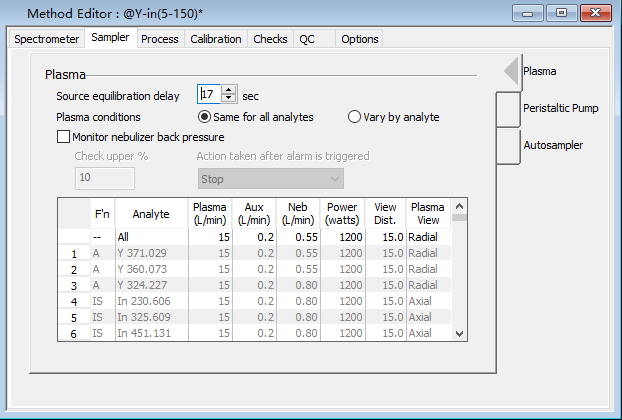 Method Editor : @Y-in(5-150)*
Spectrometer Sampler Process Calibration Checks QC Options
Plasma
Source equilibration delay 17 sec
Plasma conditions Same for all analytes Vary by analyte
Monitor nebulizer back pressure
Check upper % Action taken after alarm is triggered
10 Stop
F'n Analyte Plasma (L/min) Aux (L/min) Neb (L/min) Power (watts) View Dist. Plasma View
-- All 15 0.2 0.55 1200 15.0 Radial
1 A Y 371.029 15 0.2 0.55 1200 15.0 Radial
2 A Y 360.073 15 0.2 0.55 1200 15.0 Radial
3 A Y 324.227 15 0.2 0.80 1200 15.0 Radial
4 IS In 230.606 15 0.2 0.80 1200 15.0 Axial
5 IS In 325.609 15 0.2 0.80 1200 15.0 Axial
6 IS In 451.131 15 0.2 0.80 1200 15.0 Axial
Plasma
Peristaltic Pump
Autosampler